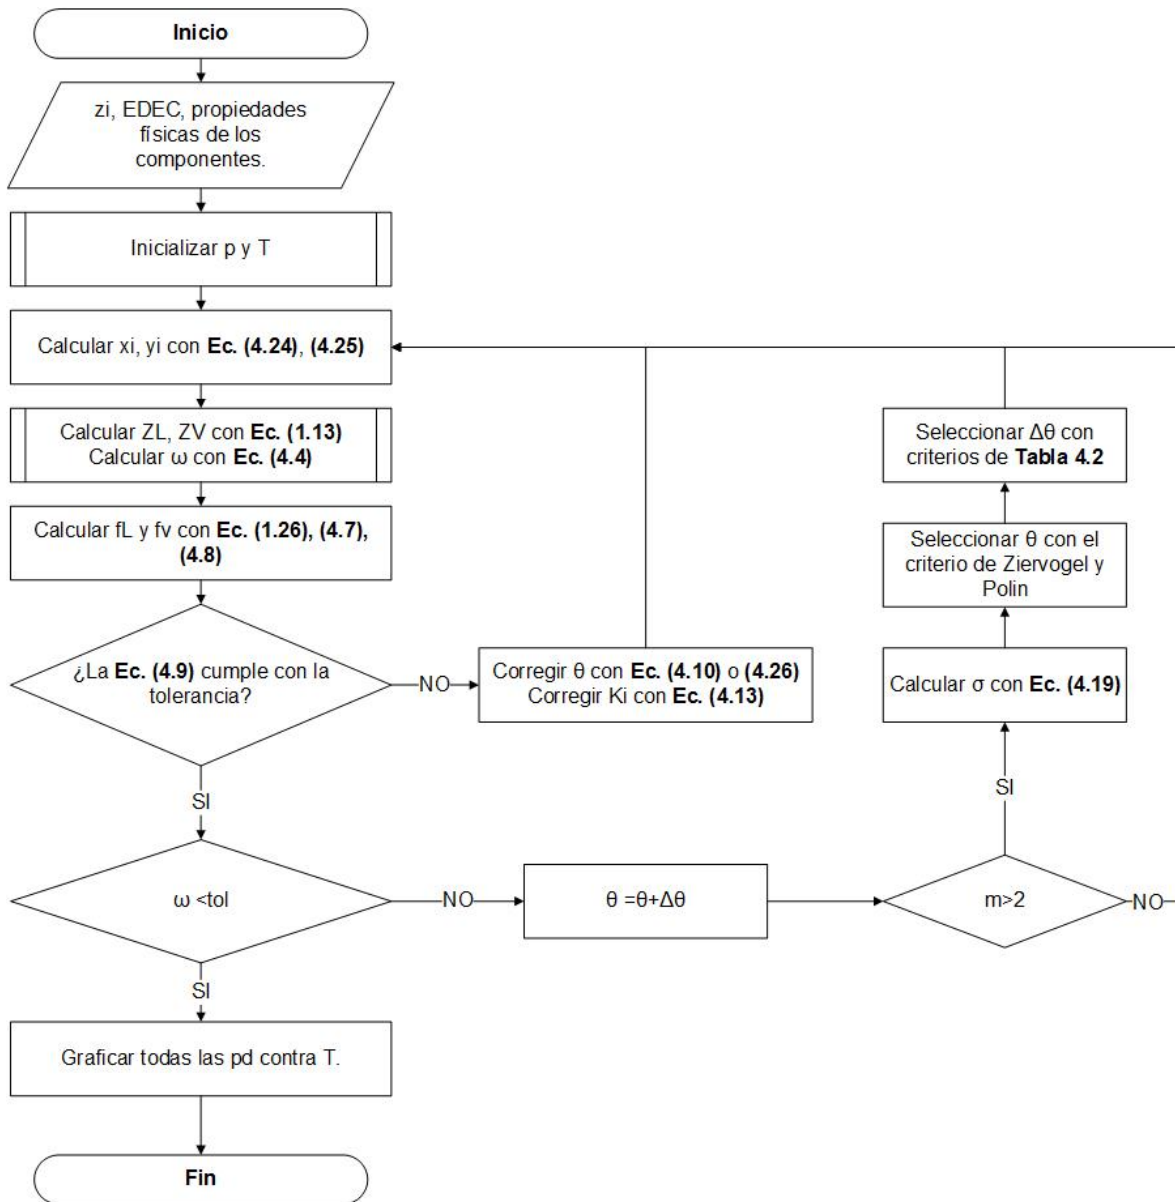 Inicio
zi, EDEC, propiedades
físicas de los
componentes.
Inicializar p y T
Calcular xi, yi con Ec. (4.24), (4.25)
Calcular ZL, ZV con Ec. (1.13)
Calcular ω con Ec. (4.4)
Calcular fL y fv con Ec. (1.26), (4.7),
(4.8)
¿La Ec. (4.9) cumple con la
tolerancia?
NO
Corregir θ con Ec. (4.10) o (4.26)
Corregir Ki con Ec. (4.13)
SI
ω <tol
NO
θ =θ+Δθ
m>2
NO
SI
Calcular σ con Ec. (4.19)
Seleccionar θ con el
criterio de Ziervogel y
Polin
Seleccionar Δθ con
criterios de Tabla 4.2
SI
Graficar todas las pd contra T.
Fin